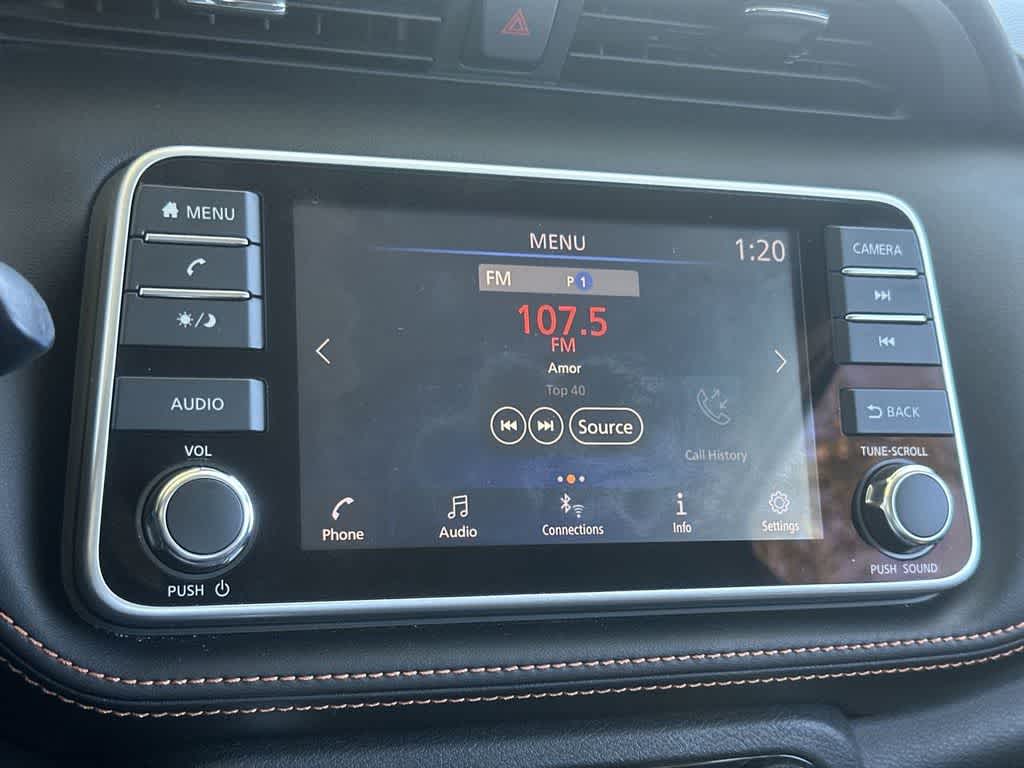 MENU
AUDIO
VOL
PUSH
MENU
1:20
FM P 1
107.5
FM
Amor
Top 40
Source
Call History
Phone
Audio
Connections
Info
Settings
CAMERA
BACK
TUNE-SCROLL
PUSH SOUND